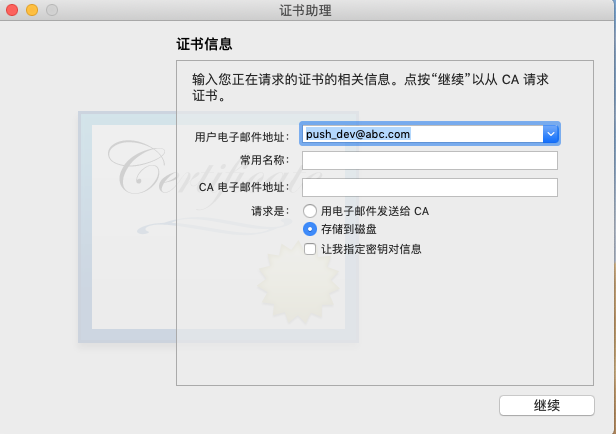 证书助理
证书信息
输入您正在请求的证书的相关信息。点按“继续”以从 CA 请求
证书。
用户电子邮件地址： push_dev@abc.com
常用名称：
CA 电子邮件地址：
请求是： 用电子邮件发送给 CA
存储到磁盘
让我指定密钥对信息
Certificate
继续